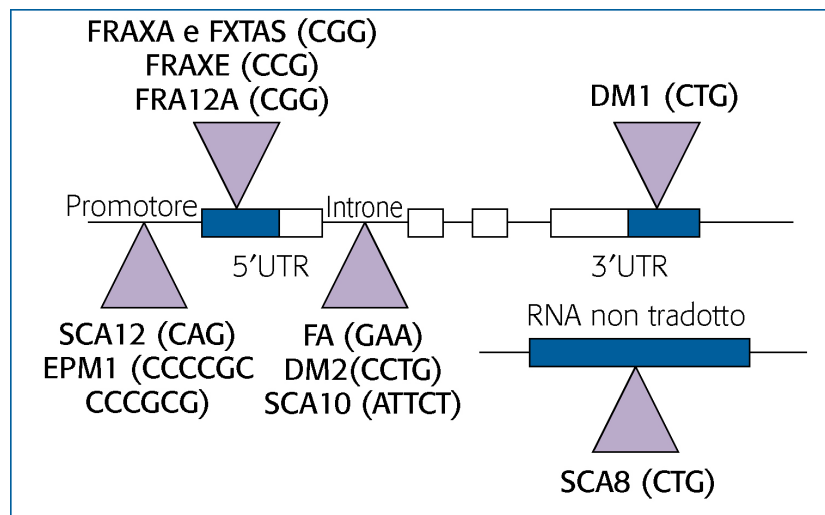 FRAXA e FXTAS (CGG)
FRAXE (CCG)
FRA12A (CGG)
DM1 (CTG)
Promotore
Introne
5′UTR
3′UTR
SCA12 (CAG)
EPM1 (CCCCGC
CCCGCG)
FA (GAA)
DM2(CCTG)
SCA10 (ATTCT)
RNA non tradotto
SCA8 (CTG)